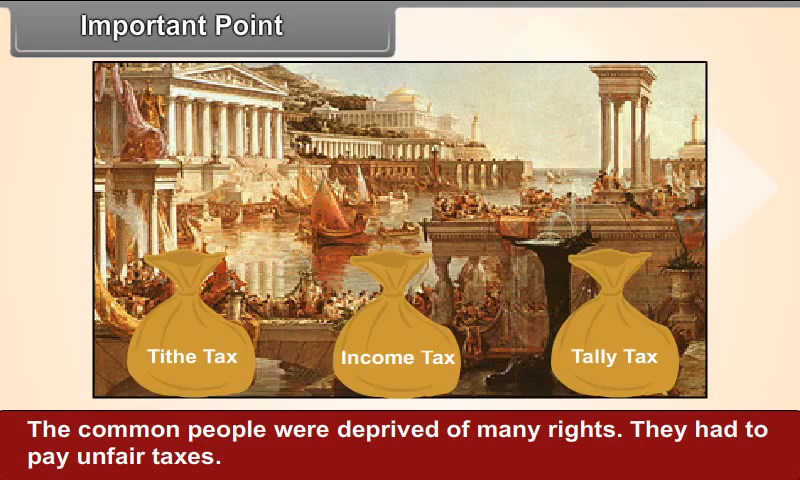 Important Point
Tithe Tax
Income Tax
Tally Tax
The common people were deprived of many rights. They had to
pay unfair taxes.